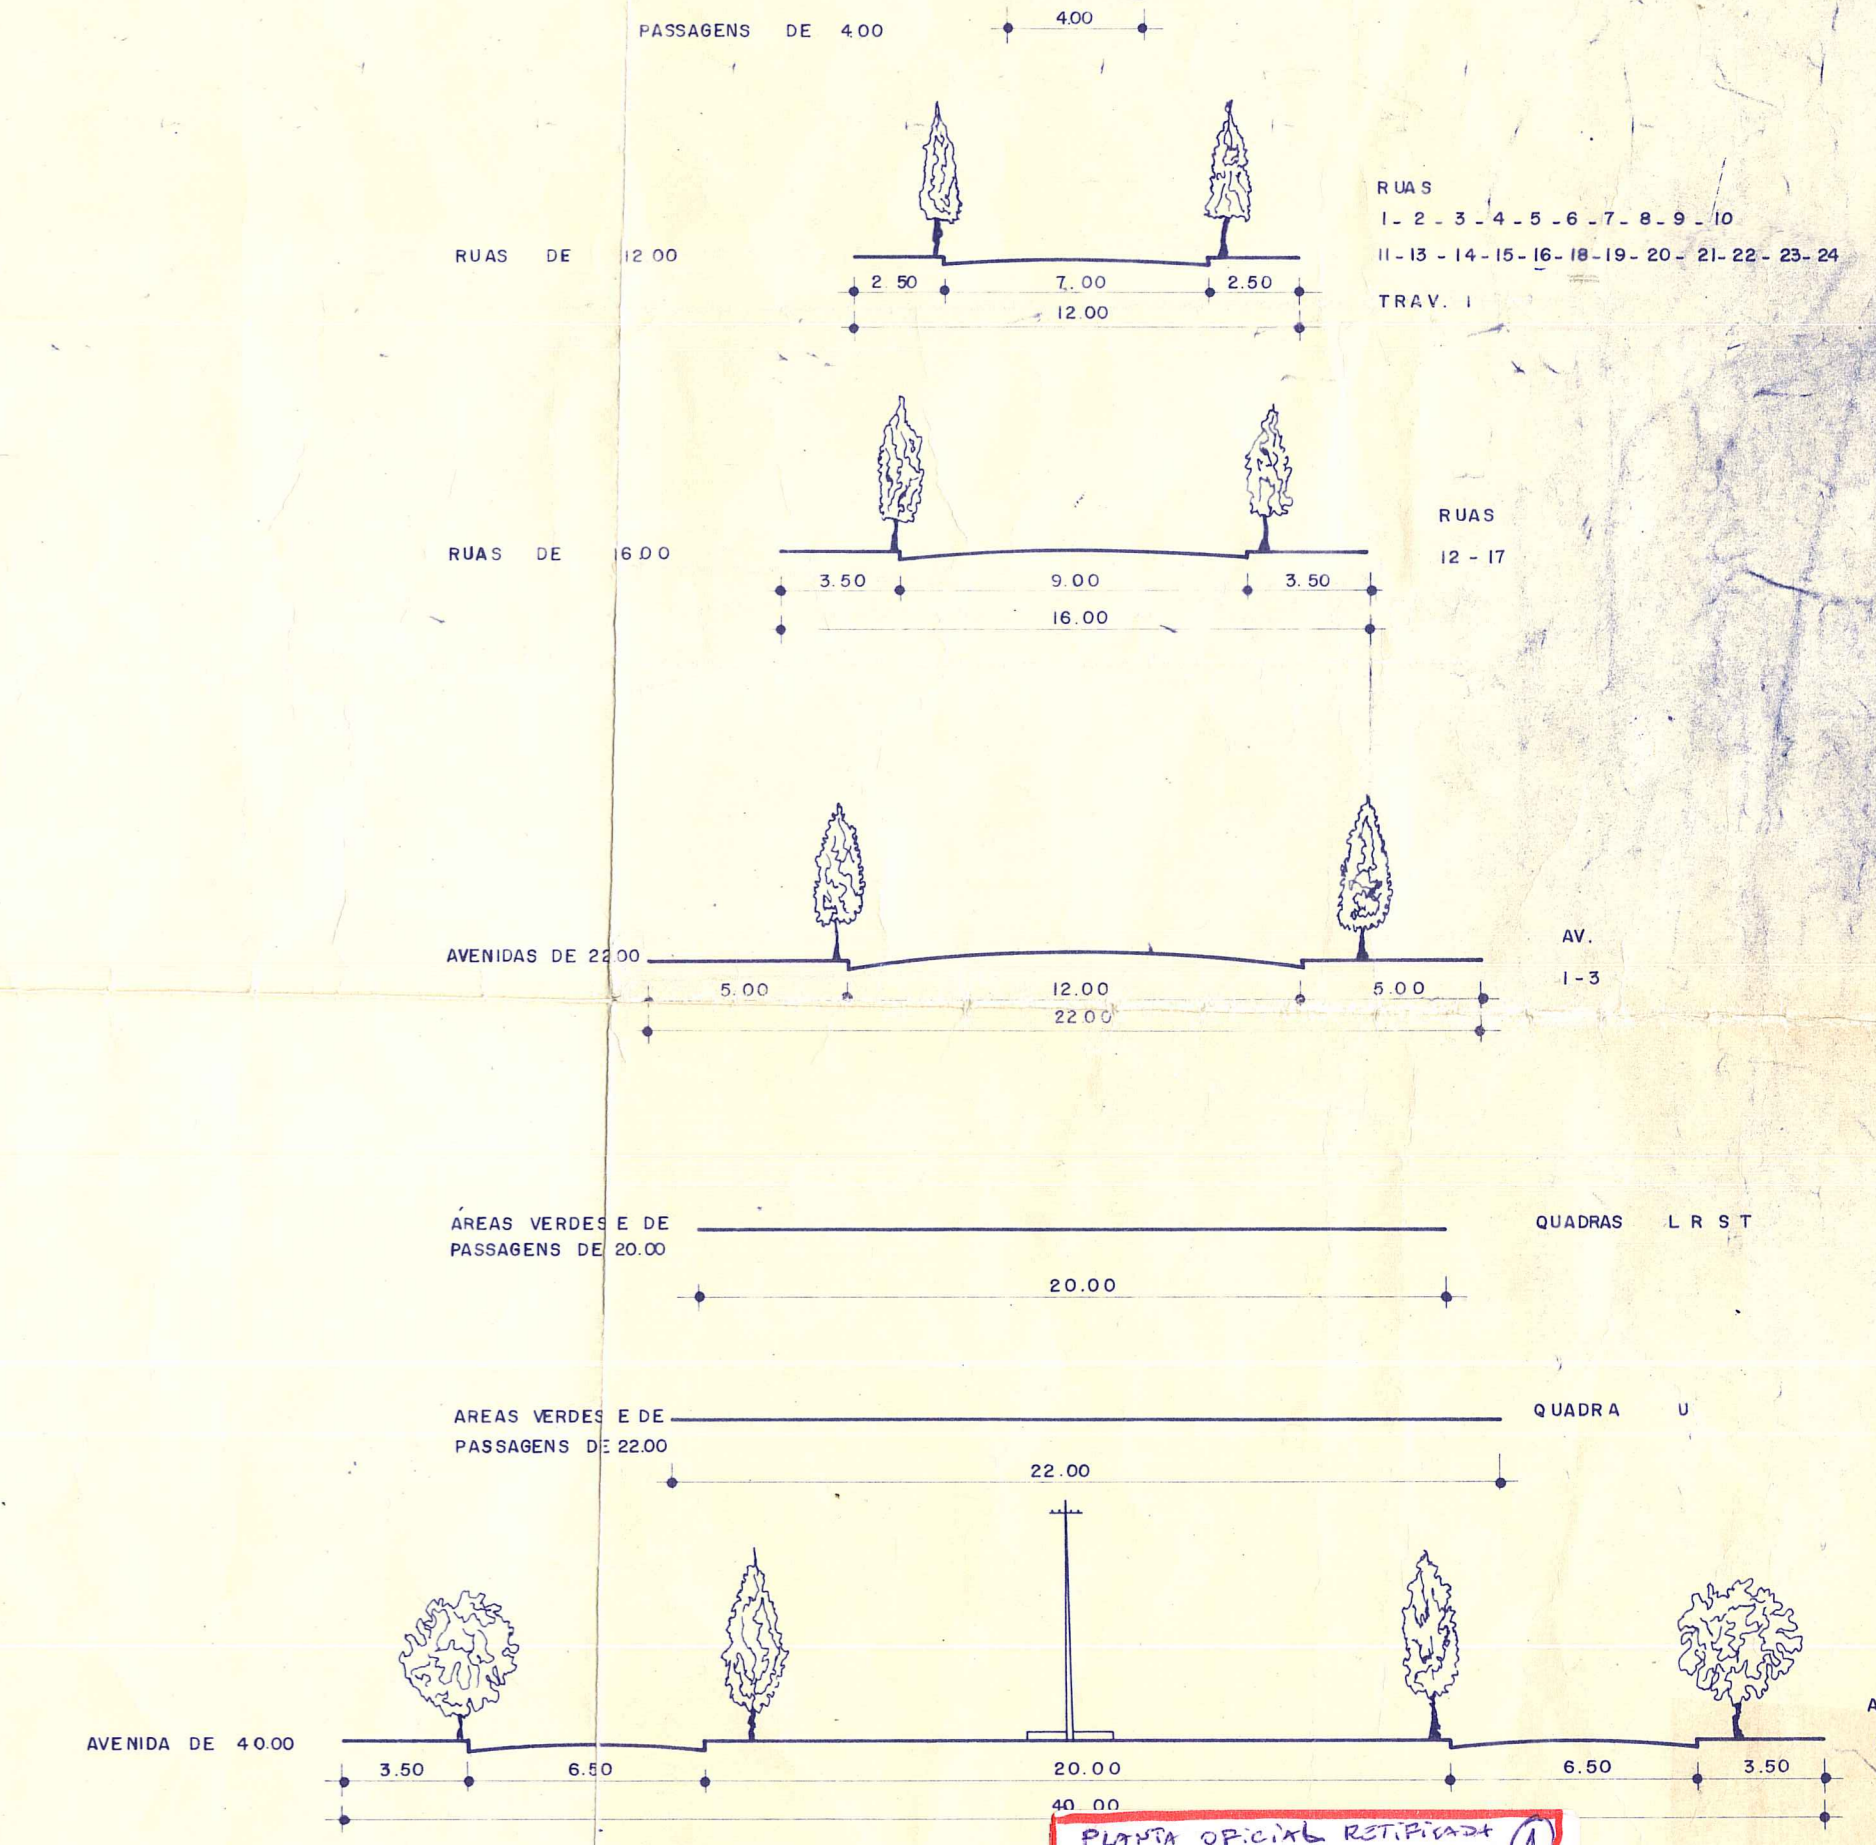 PASSAGENS DE 4.00
4.00
RUAS
1 - 2 - 3 - 4 - 5 - 6 - 7 - 8 - 9 - 10
RUAS DE 12 00
11 - 13 - 14 - 15 - 16 - 18 - 19 - 20 - 21 - 22 - 23 - 24
2 50 7.00 2.50
TRAV. 1
12.00
RUAS
RUAS DE 16.00
12 - 17
3.50 9.00 3.50
16.00
AV.
AVENIDAS DE 22.00
1 - 3
5.00 12.00 5.00
22.00
ÁREAS VERDES E DE
PASSAGENS DE 20.00
QUADRAS L R S T
20.00
AREAS VERDES E DE
PASSAGENS DE 22.00
QUADRA U
22.00
AVENIDA DE 40.00
A
3.50 6.50 20.00 6.50 3.50
40.00
PLANTA OFICIAL RETIFICADA 1